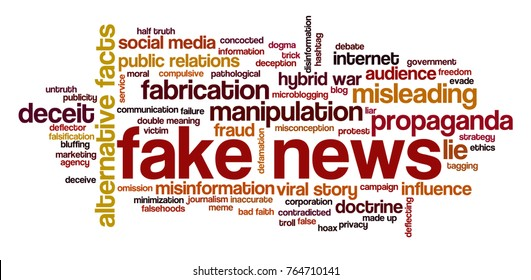 half truth
concocted
dogma
disinformation
hashtag
debate
social media
information
trick
internet
government
public relations
deception
audience
freedom
alternative facts
service
moral
compulsive
pathological
hybrid war
evade
untruth
publicity
fabrication
microblogging
blog
misleading
deceit
communication
failure
manipulation
liar
propaganda
deflector
falsification
double meaning
victim
fraud
misconception
protest
strategy
bluffing
defamation
lie
ethics
marketing
agency
fake news
tagging
deceive
omission
misinformation
viral story
campaign
influence
minimization
journalism
inaccurate
corporation
doctrine
falsehoods
meme
bad faith
contradicted
made up
deflecting
troll
false
hoax
privacy
shutterstock
IMAGE ID: 764710141
www.shutterstock.com